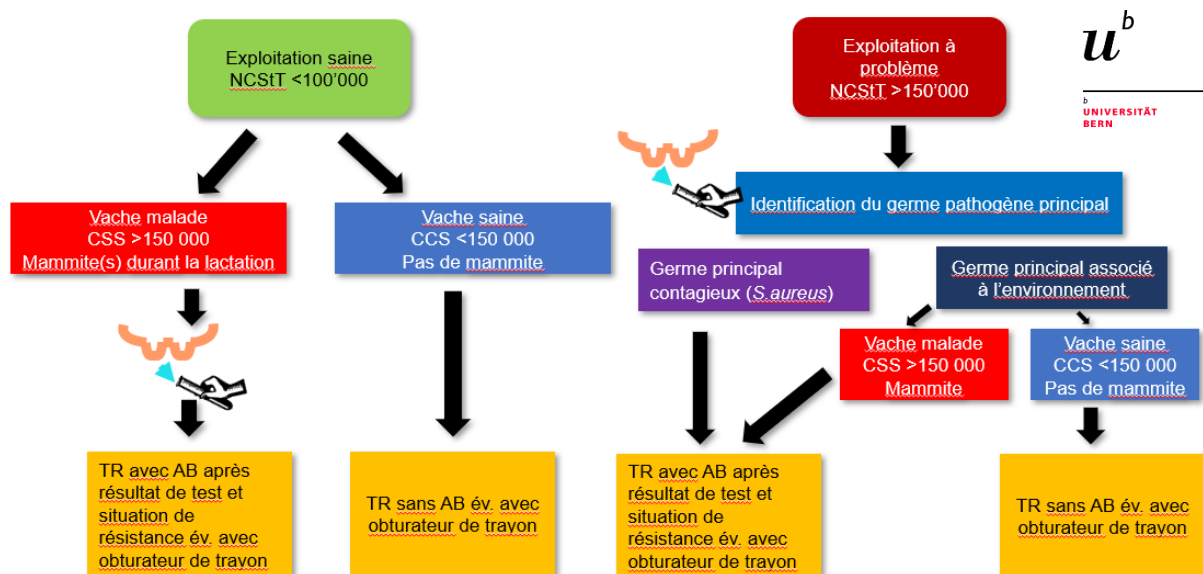 Exploitation saine
NCStT <100'000
Exploitation à
problème
NCStT >150'000
u^b
b
UNIVERSITÄT
BERN
Identification du germe pathogène principal
Vache malade
CSS >150 000
Mammite(s) durant la lactation
Vache saine
CCS <150 000
Pas de mammite
Germe principal
contagieux (S.aureus)
Germe principal associé
à l'environnement
Vache malade
CSS >150 000
Mammite
Vache saine
CCS <150 000
Pas de mammite
TR avec AB après
résultat de test et
situation de
résistance év. avec
obturateur de trayon
TR sans AB év. avec
obturateur de trayon
TR avec AB après
résultat de test et
situation de
résistance év. avec
obturateur de trayon
TR sans AB év. avec
obturateur de trayon